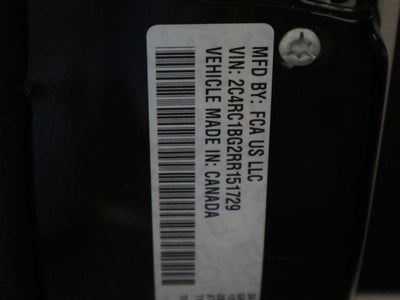 MFD BY: FCA US LLC
VIN: 2C4RC1BG2RR151729
VEHICLE MADE IN: CANADA